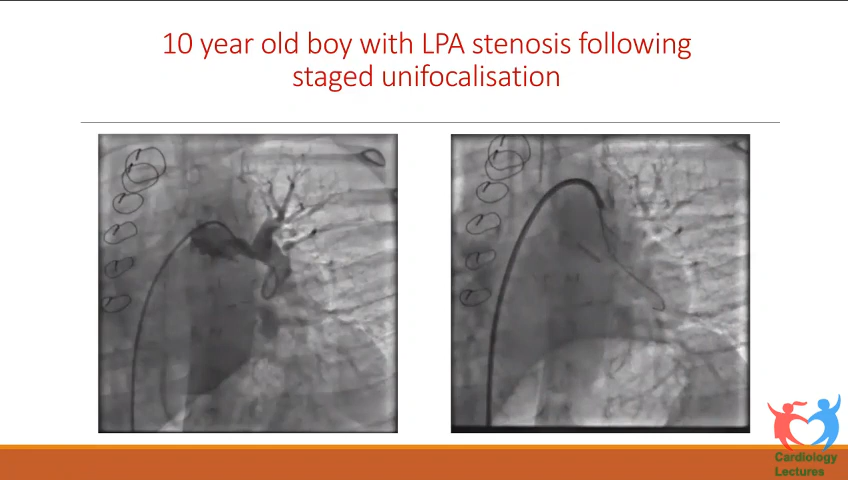 10 year old boy with LPA stenosis following
staged unifocalisation
Cardiology
Lectures